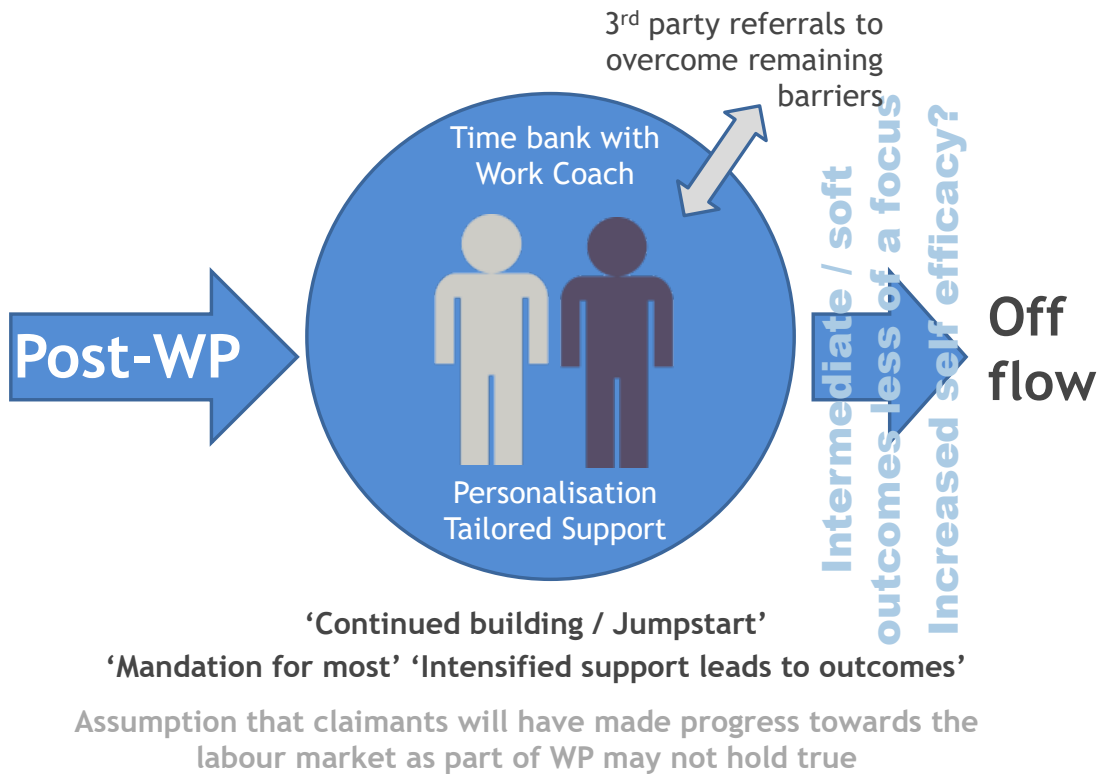 3rd party referrals to
overcome remaining
barriers
Time bank with
Work Coach
Post-WP
Personalisation
Tailored Support
Intermediate / soft
outcomes less of a focus
Increased self efficacy?
Off
flow
‘Continued building / Jumpstart’
‘Mandation for most’ ‘Intensified support leads to outcomes’
Assumption that claimants will have made progress towards the
labour market as part of WP may not hold true